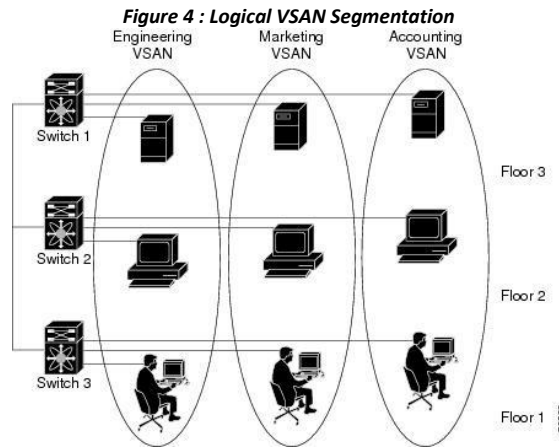 Figure 4 : Logical VSAN Segmentation
Engineering VSAN
Marketing VSAN
Accounting VSAN
Switch 1
Floor 3
Switch 2
Floor 2
Switch 3
Floor 1